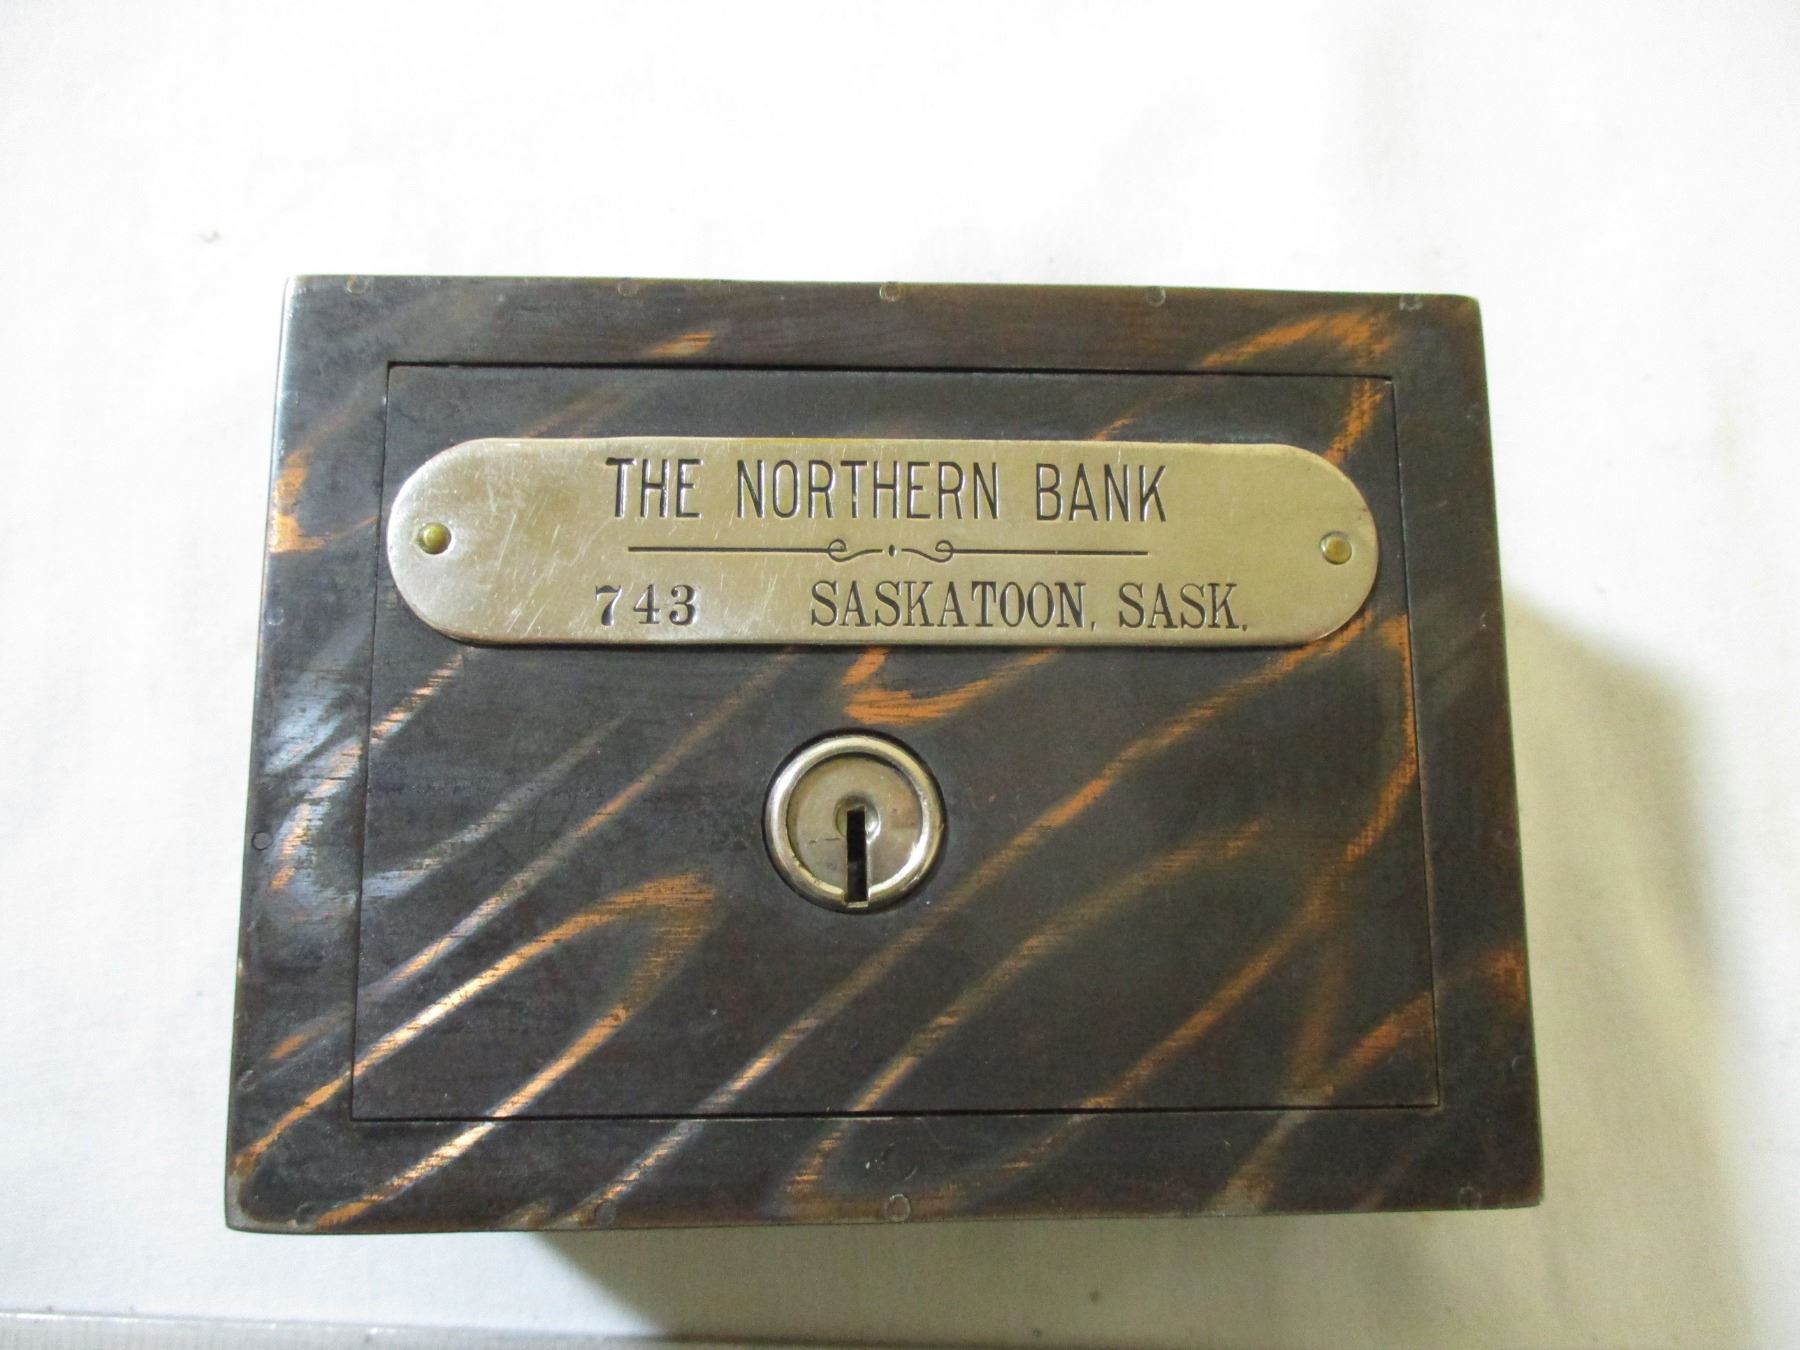 THE NORTHERN BANK
743 SASKATOON, SASK.